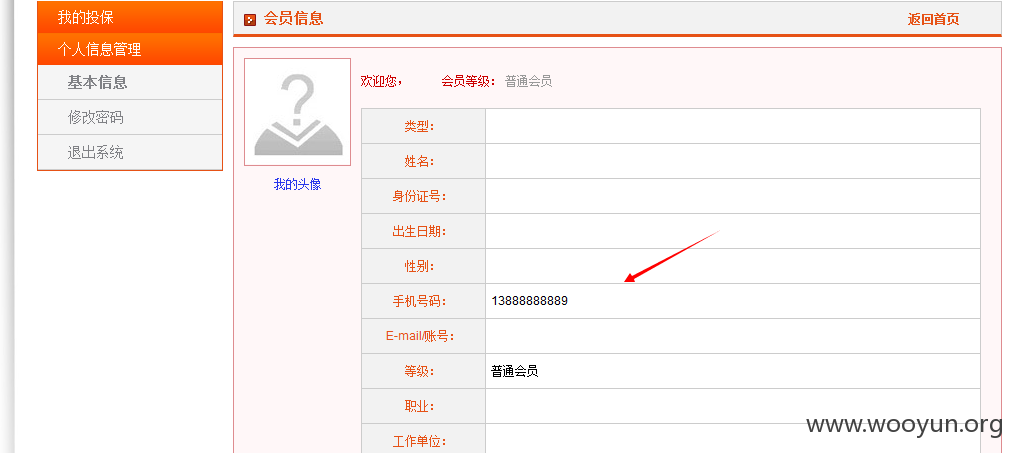 我的投保
个人信息管理
基本信息
修改密码
退出系统
会员信息
返回首页
我的头像
欢迎您， 会员等级： 普通会员
类型：
姓名：
身份证号：
出生日期：
性别：
手机号码： 13888888889
E-mail/账号：
等级： 普通会员
职业：
工作单位：
www.wooyun.org